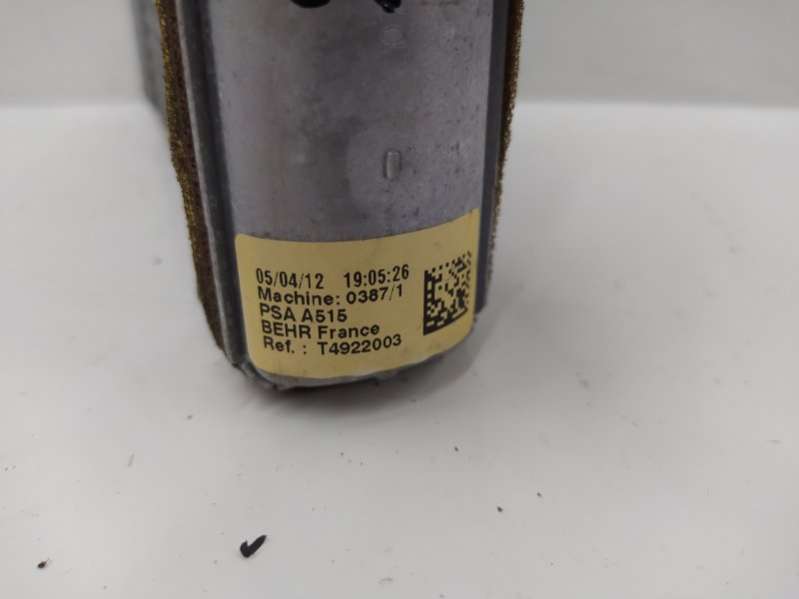 05/04/12 19:05:26
Machine: 0387/1
PSA A515
BEHR France
Ref. : T4922003